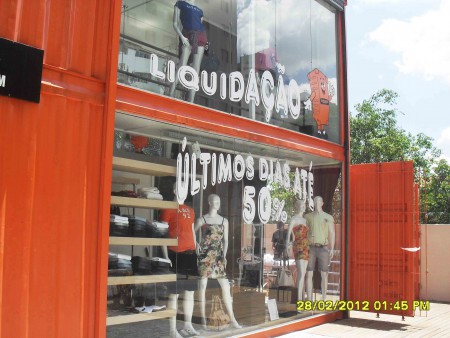 LIQUIDAÇÃO
M
ÚLTIMOS DIAS ATÉ
50%
28/02/2012 01:45 PM